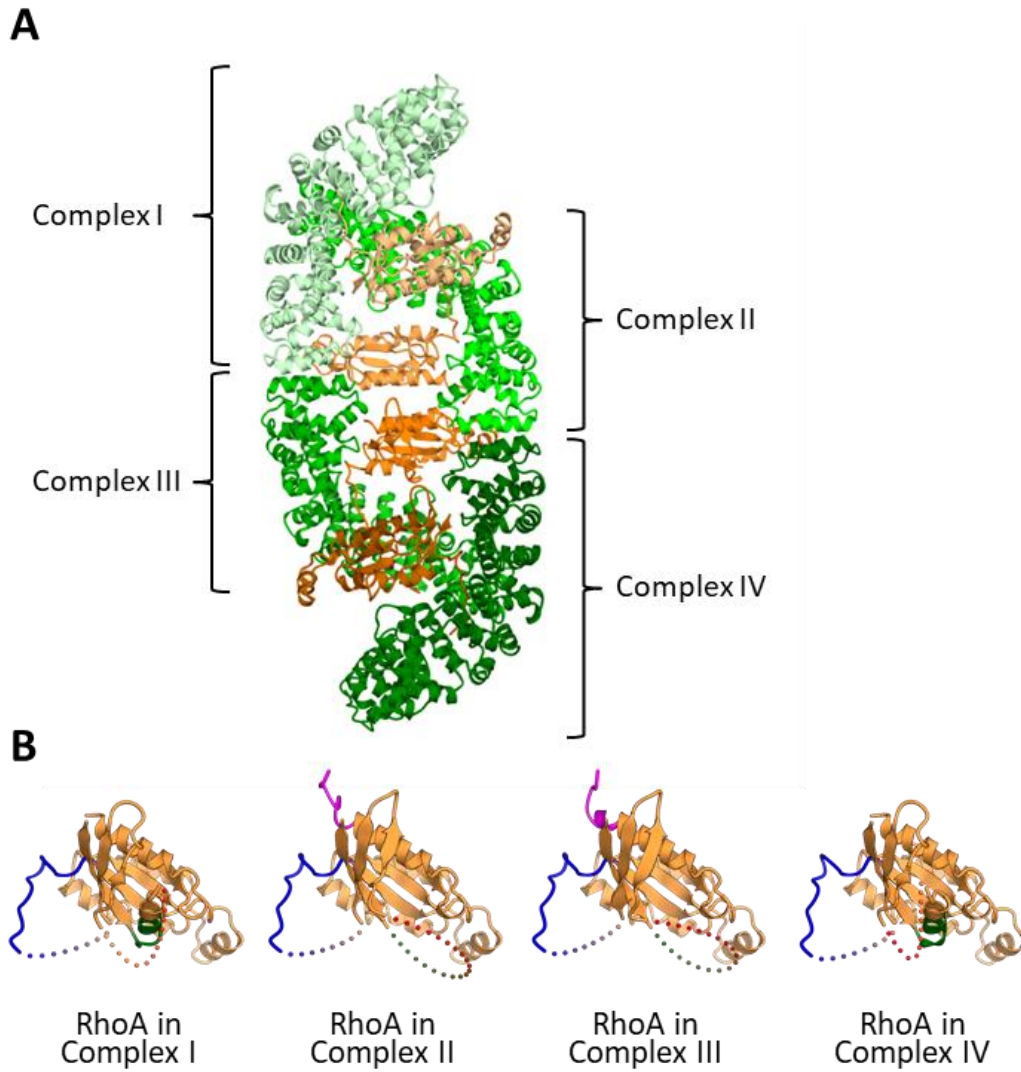 A
Complex I
Complex II
Complex III
Complex IV
B
RhoA in
Complex I
RhoA in
Complex II
RhoA in
Complex III
RhoA in
Complex IV